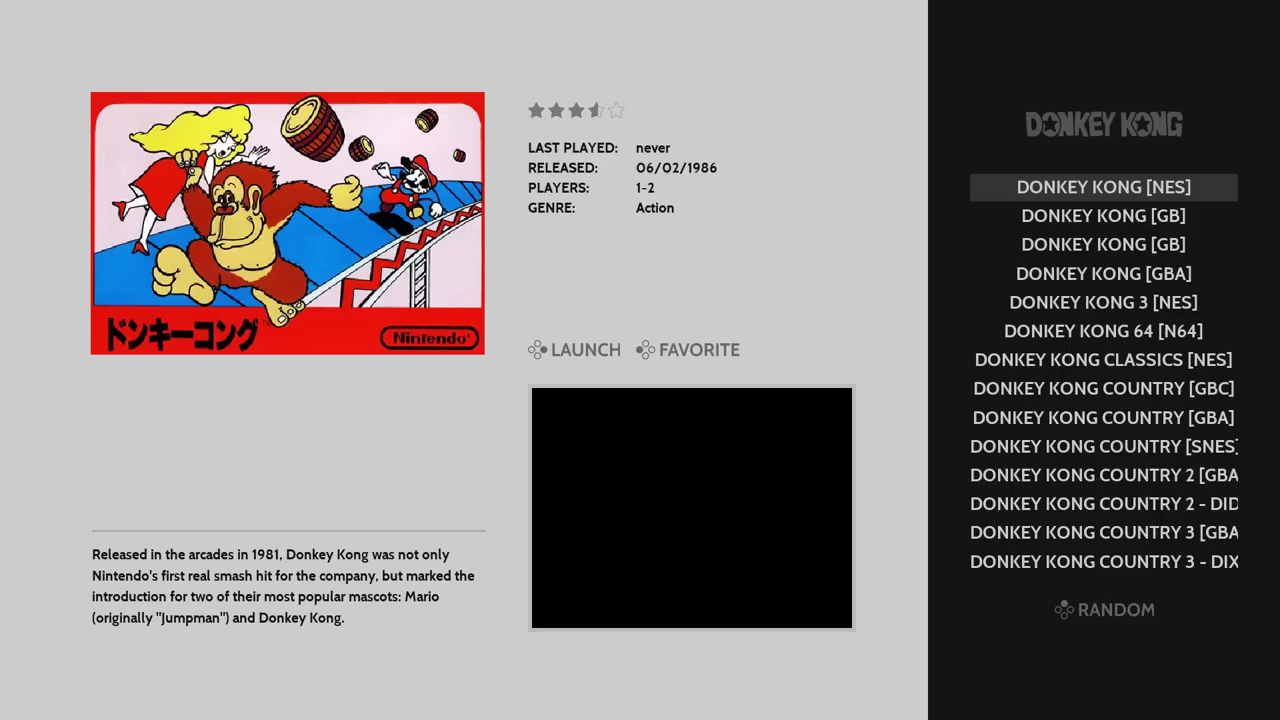 ドンキーコング™
Nintendo®
LAST PLAYED: never
RELEASED: 06/02/1986
PLAYERS: 1-2
GENRE: Action
LAUNCH FAVORITE
Released in the arcades in 1981, Donkey Kong was not only
Nintendo's first real smash hit for the company, but marked the
introduction for two of their most popular mascots: Mario
(originally "Jumpman") and Donkey Kong.
DONKEY KONG
DONKEY KONG [NES]
DONKEY KONG [GB]
DONKEY KONG [GB]
DONKEY KONG [GBA]
DONKEY KONG 3 [NES]
DONKEY KONG 64 [N64]
DONKEY KONG CLASSICS [NES]
DONKEY KONG COUNTRY [GBC]
DONKEY KONG COUNTRY [GBA]
DONKEY KONG COUNTRY [SNES]
DONKEY KONG COUNTRY 2 [GBA
DONKEY KONG COUNTRY 2 - DID
DONKEY KONG COUNTRY 3 [GBA
DONKEY KONG COUNTRY 3 - DIX
RANDOM